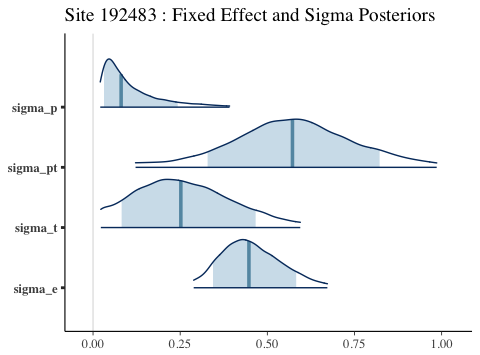 Site 192483 : Fixed Effect and Sigma Posteriors
sigma_p
sigma_pt
sigma_t
sigma_e
0.00 0.25 0.50 0.75 1.00